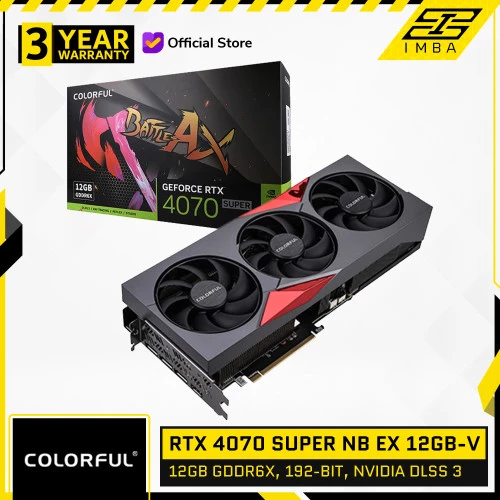 3 YEAR
WARRANTY
Official Store
IMBA
COLORFUL®
BATTLE-AX
12GB
GDDR6X
GEFORCE RTX
4070 SUPER
COLORFUL
COLORFUL
COLORFUL
COLORFUL®
RTX 4070 SUPER NB EX 12GB-V
12GB GDDR6X, 192-BIT, NVIDIA DLSS 3